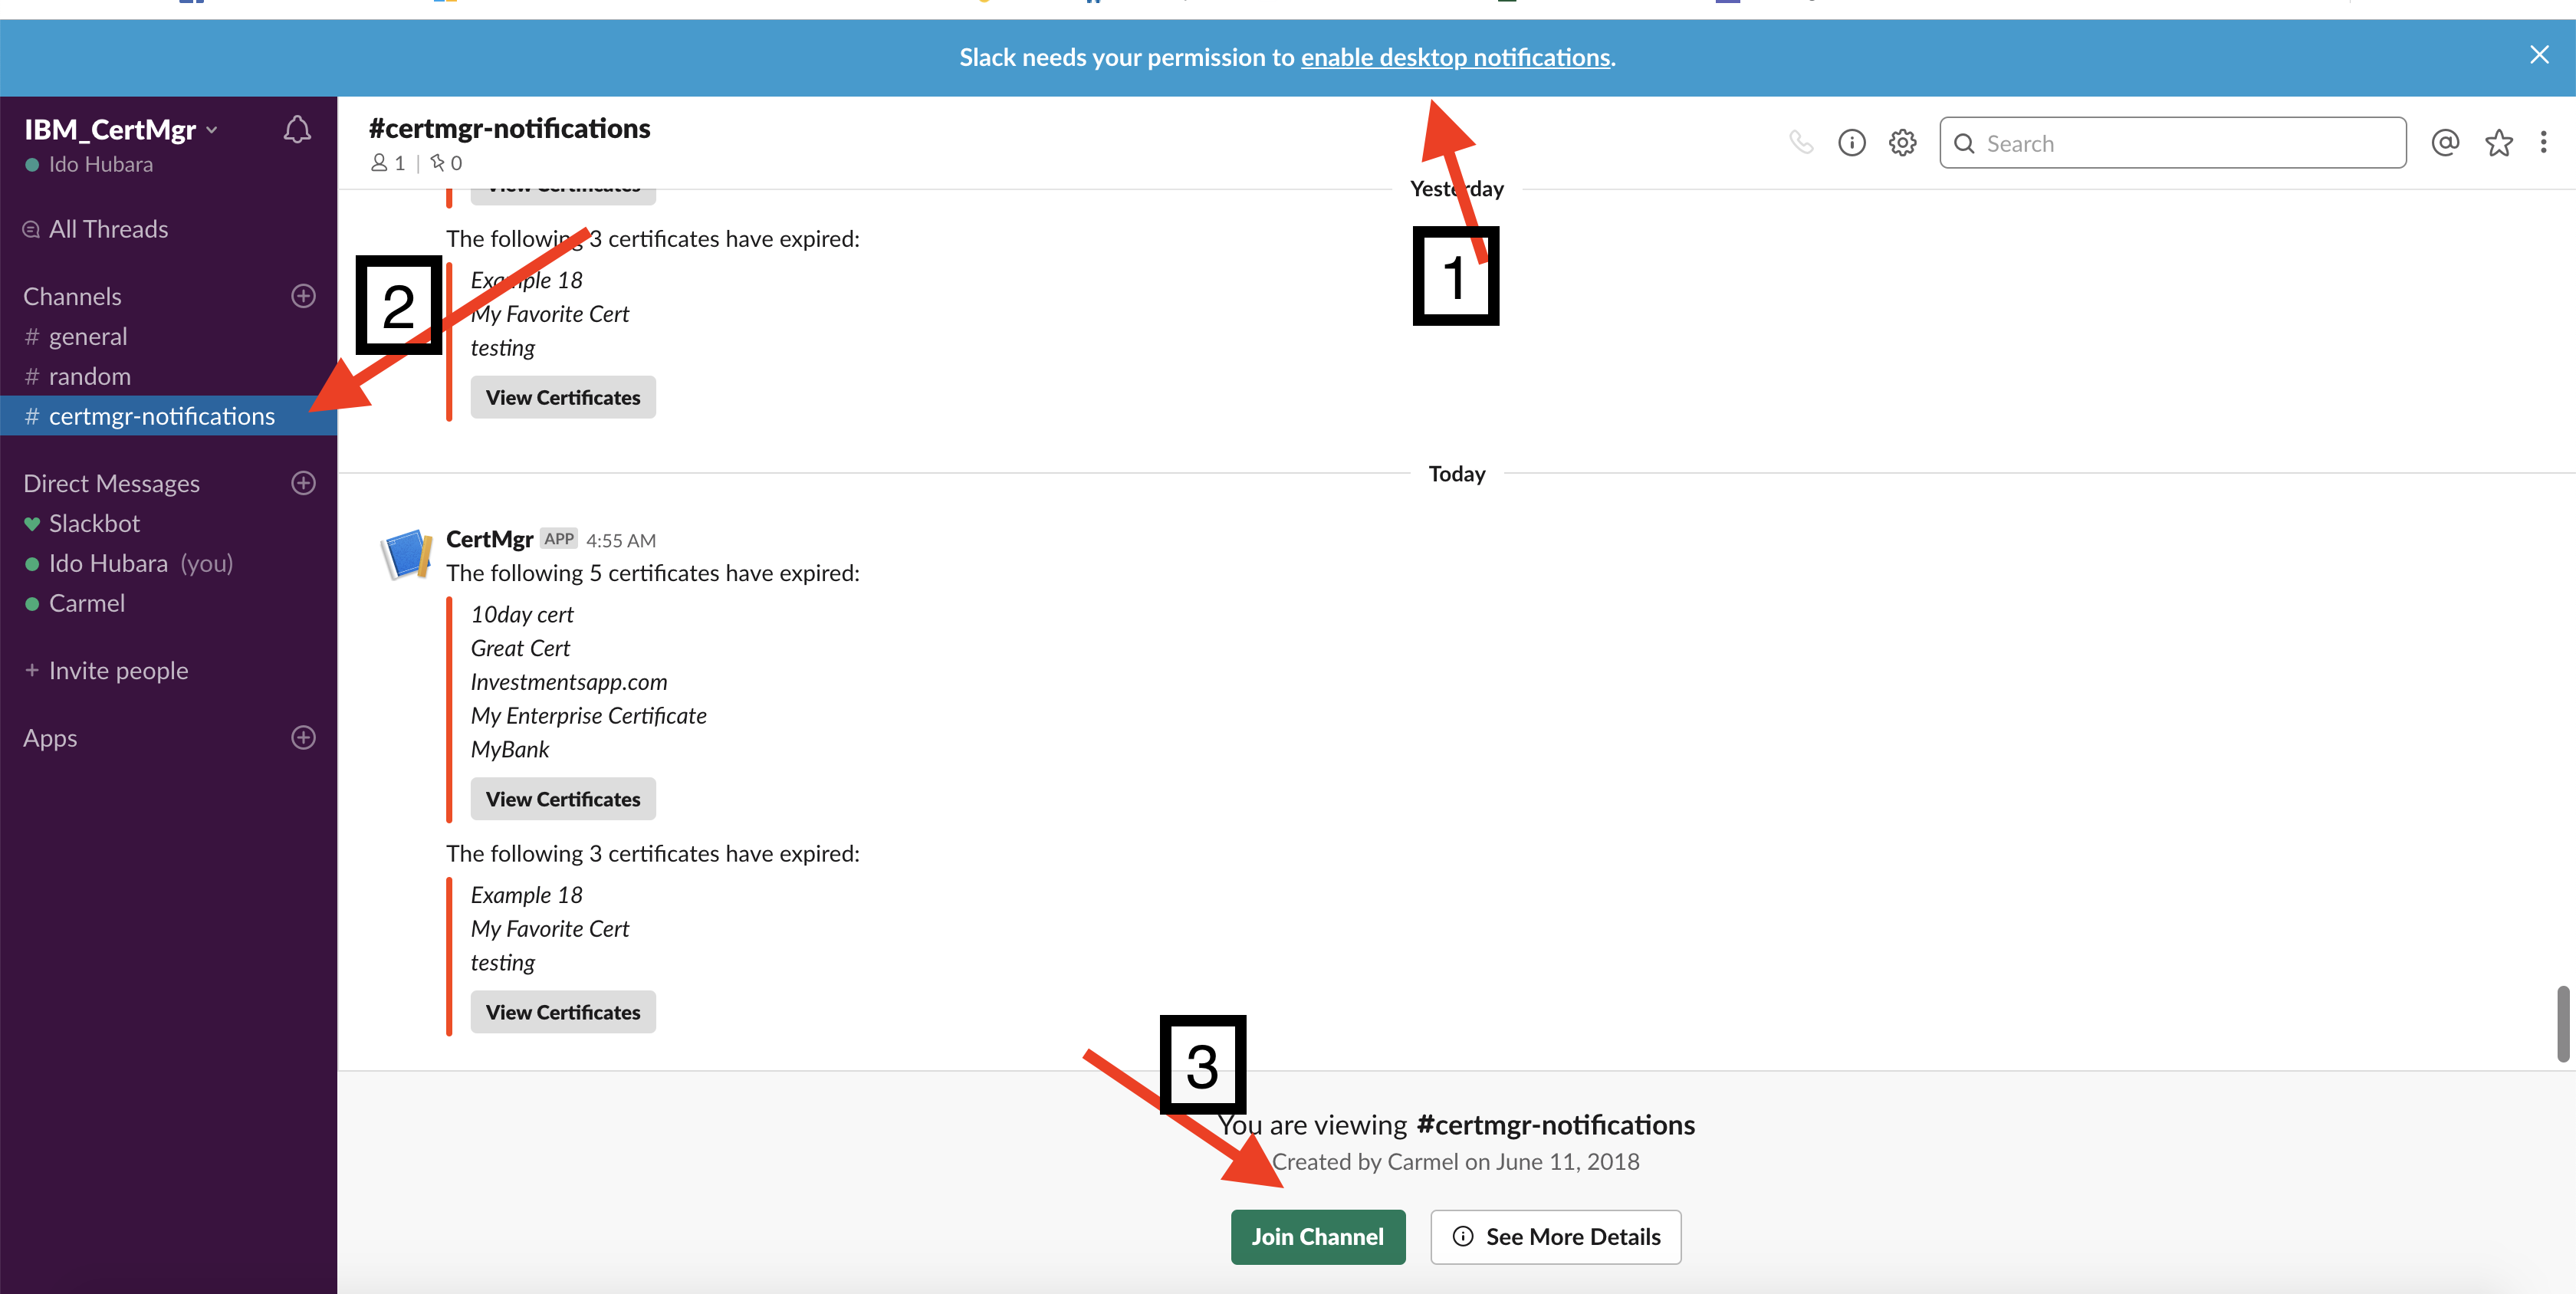 Slack needs your permission to enable desktop notifications.
IBM_CertMgr
Ido Hubara
All Threads
Channels
# general
# random
# certmgr-notifications
Direct Messages
Slackbot
Ido Hubara (you)
Carmel
+ Invite people
Apps
#certmgr-notifications
1 | 0
Search
Yesterday
View Certificates
The following 3 certificates have expired:
Example 18
My Favorite Cert
testing
View Certificates
1
2
Today
CertMgr APP 4:55 AM
The following 5 certificates have expired:
10day cert
Great Cert
Investmentsapp.com
My Enterprise Certificate
MyBank
View Certificates
The following 3 certificates have expired:
Example 18
My Favorite Cert
testing
View Certificates
3
You are viewing #certmgr-notifications
Created by Carmel on June 11, 2018
Join Channel
See More Details